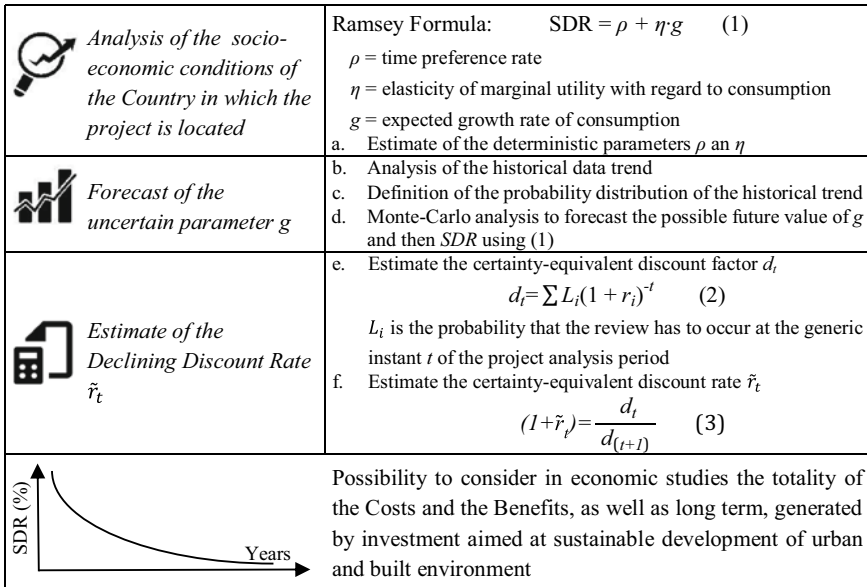 Analysis of the socio-
economic conditions of
the Country in which the
project is located
Ramsey Formula: SDR = ρ + η·g (1)
ρ = time preference rate
η = elasticity of marginal utility with regard to consumption
g = expected growth rate of consumption
a. Estimate of the deterministic parameters ρ an η
Forecast of the
uncertain parameter g
b. Analysis of the historical data trend
c. Definition of the probability distribution of the historical trend
d. Monte-Carlo analysis to forecast the possible future value of g
and then SDR using (1)
Estimate of the
Declining Discount Rate
r̃ₜ
e. Estimate the certainty-equivalent discount factor dₜ
dₜ=∑ Lᵢ(1 + rᵢ)⁻ᵗ (2)
Lᵢ is the probability that the review has to occur at the generic
instant t of the project analysis period
f. Estimate the certainty-equivalent discount rate r̃ₜ
(1+r̃ₜ)= dₜ / d₍ₜ₊₁₎ (3)
SDR (%)
Years
Possibility to consider in economic studies the totality of
the Costs and the Benefits, as well as long term, generated
by investment aimed at sustainable development of urban
and built environment